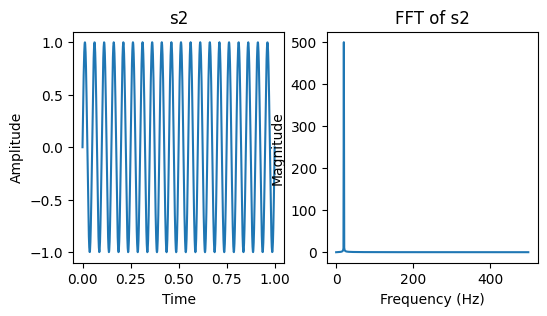 s2
Amplitude
1.0
0.5
0.0
−0.5
−1.0
0.00 0.25 0.50 0.75 1.00
Time
FFT of s2
Magnitude
500
400
300
200
100
0
0 200 400
Frequency (Hz)